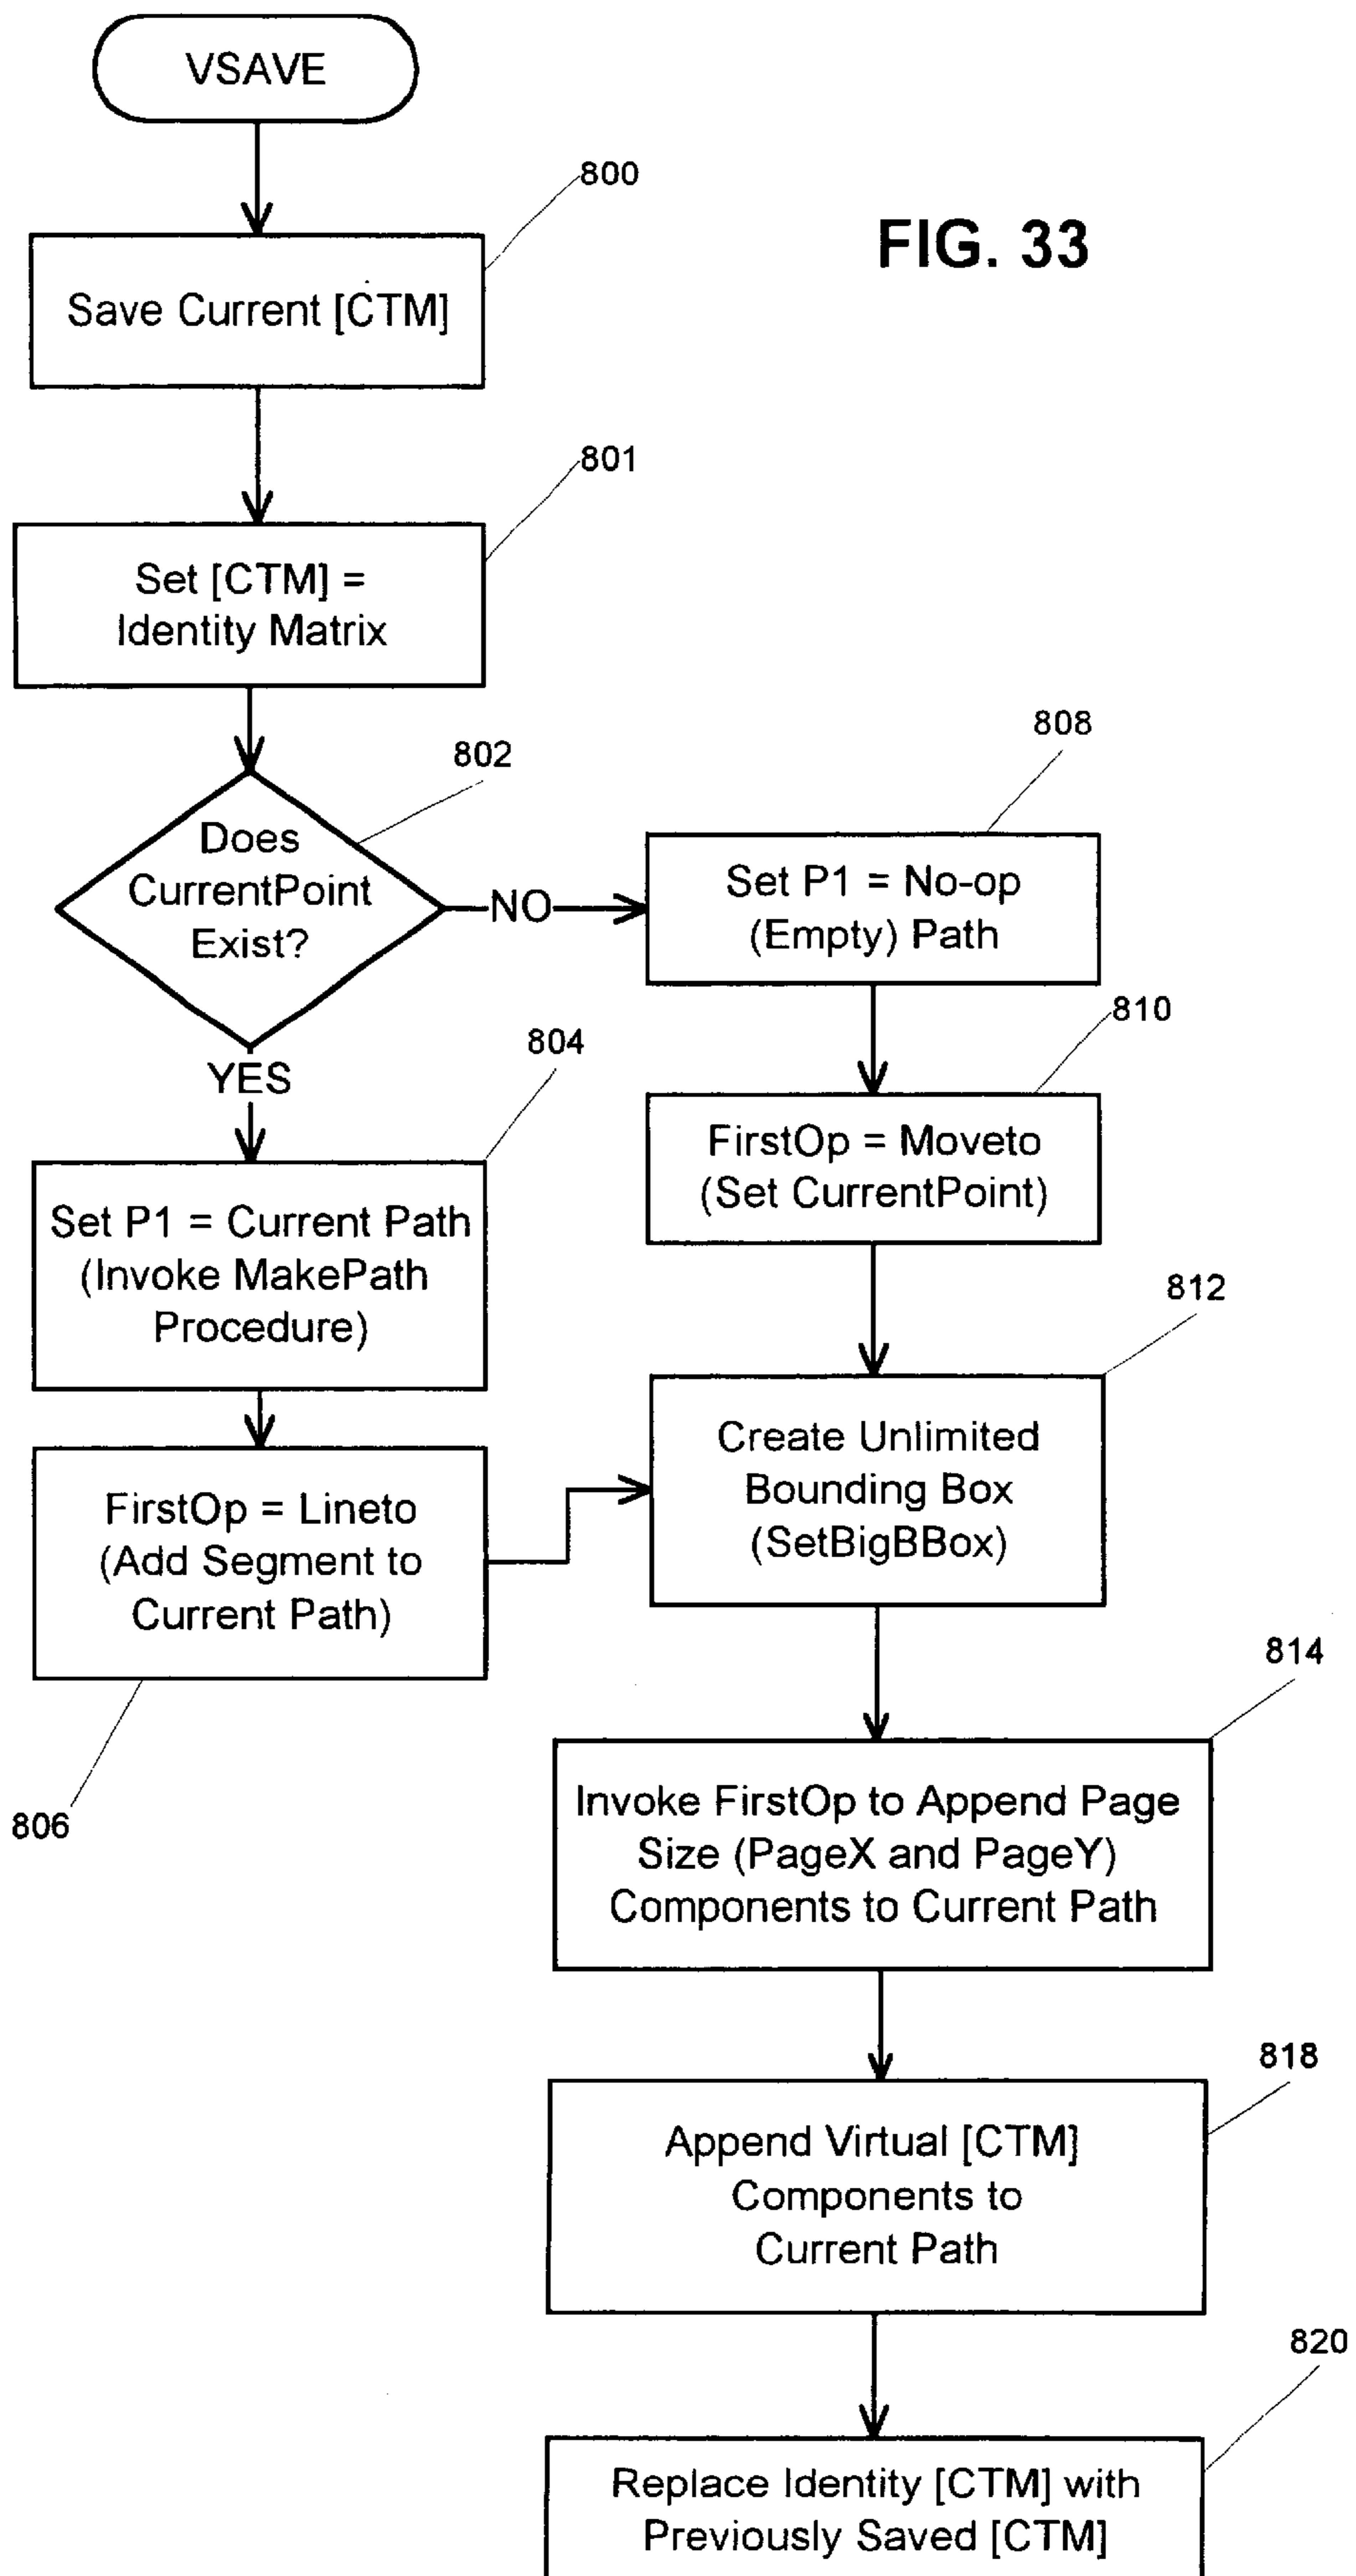 VSAVE
800
FIG. 33
Save Current [CTM]
801
Set [CTM] =
Identity Matrix
808
802
Does
CurrentPoint
Exist?
NO
Set P1 = No-op
(Empty) Path
810
804
YES
FirstOp = Moveto
(Set CurrentPoint)
Set P1 = Current Path
(Invoke MakePath
Procedure)
812
FirstOp = Lineto
(Add Segment to
Current Path)
806
Create Unlimited
Bounding Box
(SetBigBBox)
814
Invoke FirstOp to Append Page
Size (PageX and PageY)
Components to Current Path
818
Append Virtual [CTM]
Components to
Current Path
820
Replace Identity [CTM] with
Previously Saved [CTM]